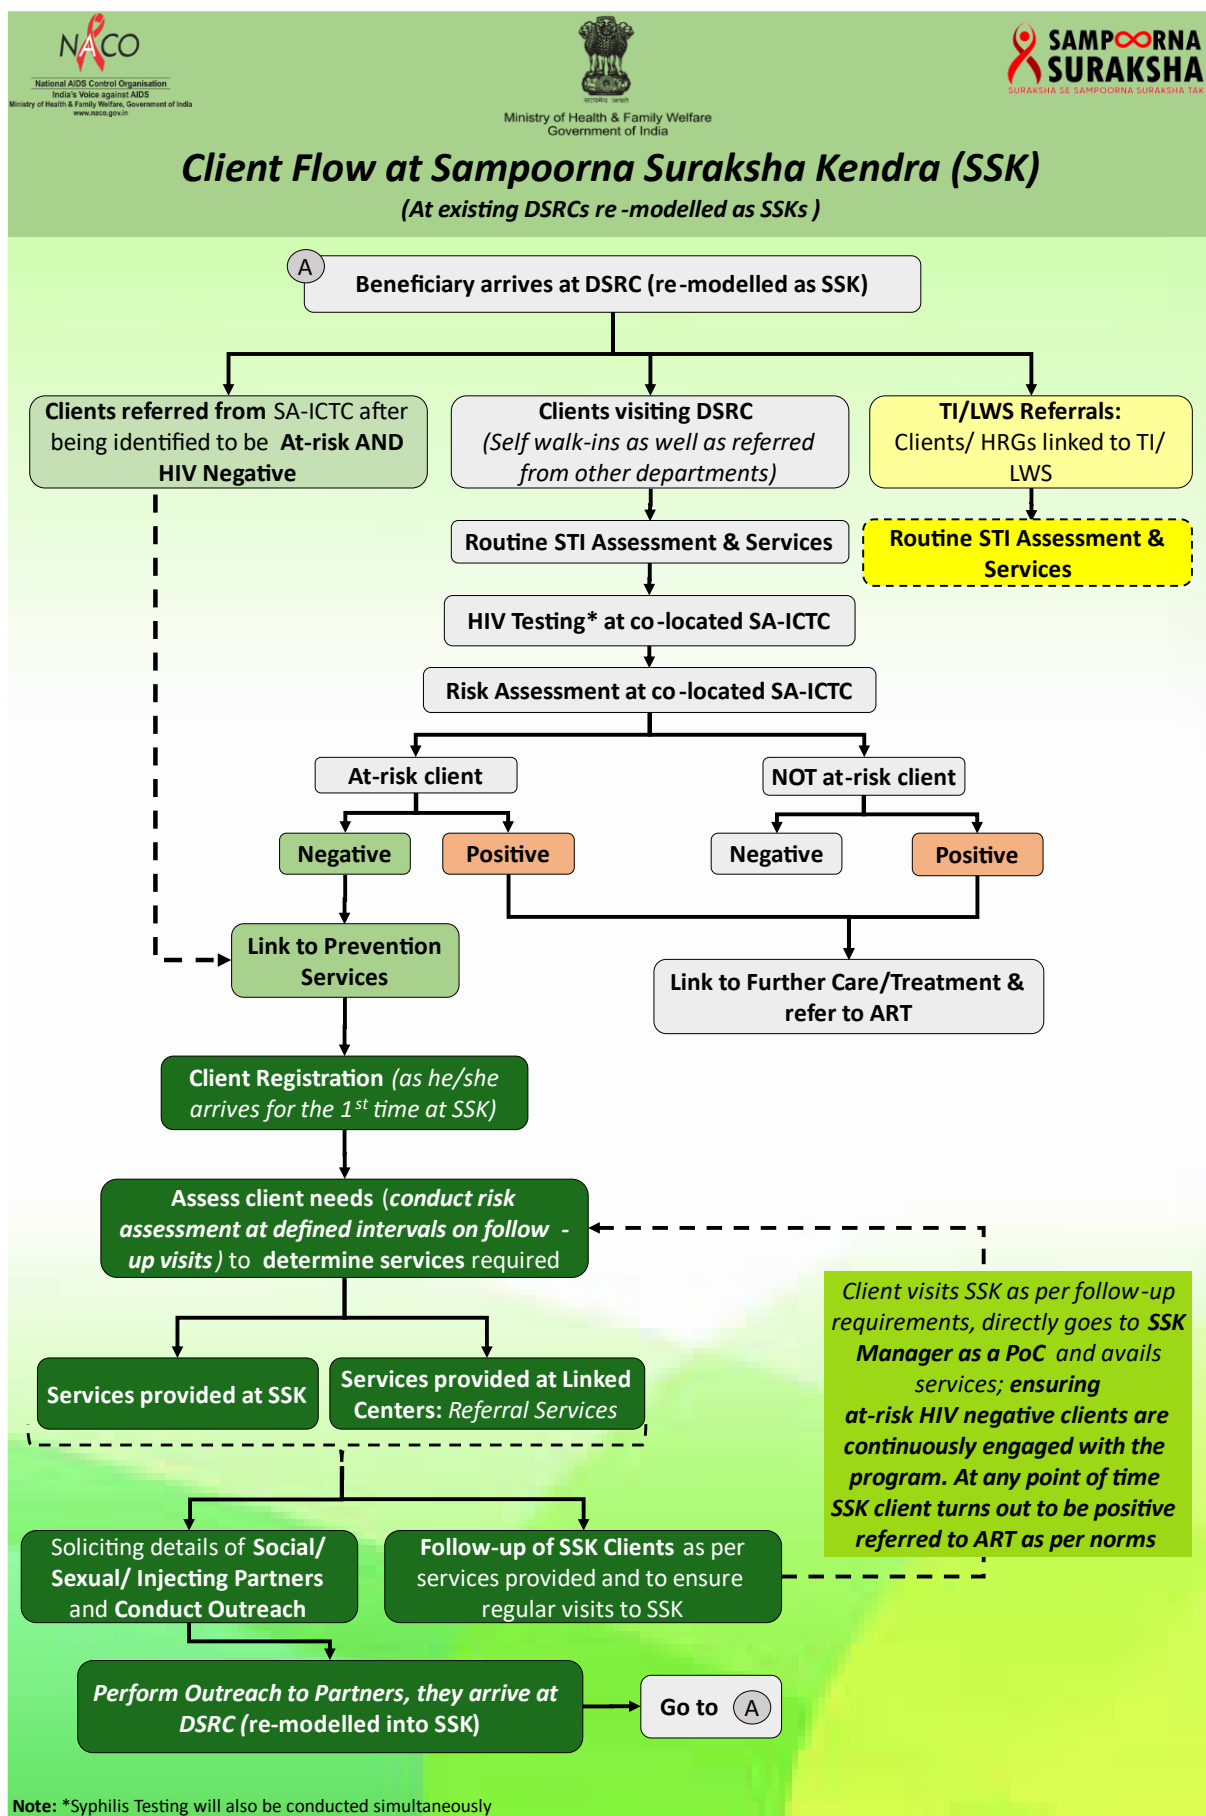 NACO
National AIDS Control Organisation
India's Voice against AIDS
Ministry of Health & Family Welfare, Government of India
www.naco.gov.in
सत्यमेव जयते
Ministry of Health & Family Welfare
Government of India
SAMPOORNA
SURAKSHA
SURAKSHA SE SAMPOORNA SURAKSHA TAK
Client Flow at Sampoorna Suraksha Kendra (SSK)
(At existing DSRCs re-modelled as SSKs )
A
Beneficiary arrives at DSRC (re-modelled as SSK)
Clients referred from SA-ICTC after
being identified to be At-risk AND
HIV Negative
Clients visiting DSRC
(Self walk-ins as well as referred
from other departments)
TI/LWS Referrals:
Clients/ HRGs linked to TI/
LWS
Routine STI Assessment & Services
Routine STI Assessment &
Services
HIV Testing* at co-located SA-ICTC
Risk Assessment at co-located SA-ICTC
At-risk client
NOT at-risk client
Negative
Positive
Negative
Positive
Link to Prevention
Services
Link to Further Care/Treatment &
refer to ART
Client Registration (as he/she
arrives for the 1st time at SSK)
Assess client needs (conduct risk
assessment at defined intervals on follow -
up visits) to determine services required
Client visits SSK as per follow-up
requirements, directly goes to SSK
Manager as a PoC and avails
services; ensuring
at-risk HIV negative clients are
continuously engaged with the
program. At any point of time
SSK client turns out to be positive
referred to ART as per norms
Services provided at SSK
Services provided at Linked
Centers: Referral Services
Soliciting details of Social/
Sexual/ Injecting Partners
and Conduct Outreach
Follow-up of SSK Clients as per
services provided and to ensure
regular visits to SSK
Perform Outreach to Partners, they arrive at
DSRC (re-modelled into SSK)
Go to A
Note: *Syphilis Testing will also be conducted simultaneously